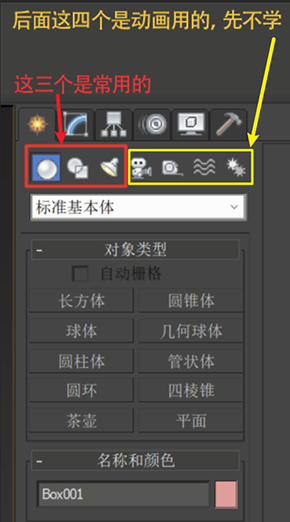 后面这四个是动画用的, 先不学
这三个是常用的
标准基本体
- 对象类型
自动栅格
长方体 圆锥体
球体 几何球体
圆柱体 管状体
圆环 四棱锥
茶壶 平面
- 名称和颜色
Box001